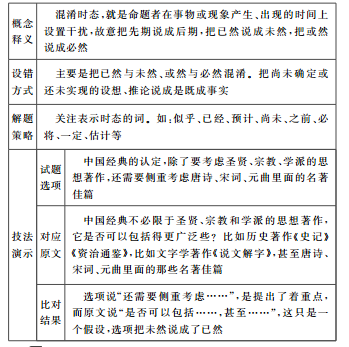 概念
释义
混淆时态,就是命题者在事物或现象产生、出现的时间上
设置干扰,故意把先期说成后期,把已然说成未然,把或然
说成必然
设错
方式
主要是把已然与未然、或然与必然混淆。把尚未确定或
还未实现的设想、推论说成是既成事实
解题
策略
关注表示时态的词。如:似乎、已经、预计、尚未、之前、必
将、一定、估计等
技法
演示
试题
选项
中国经典的认定,除了要考虑圣贤、宗教、学派的思
想著作,还需要侧重考虑唐诗、宋词、元曲里面的名著
佳篇
对应
原文
中国经典不必限于圣贤、宗教和学派的思想著作,
它是否可以包括得更广泛些?比如历史著作《史记》
《资治通鉴》,比如文字学著作《说文解字》,甚至唐诗、
宋词、元曲里面的那些名著佳篇
比对
结果
选项说“还需要侧重考虑……”,是提出了着重点,
而原文说“是否可以包括……,甚至……”,这只是一
个假设,选项把未然说成了已然